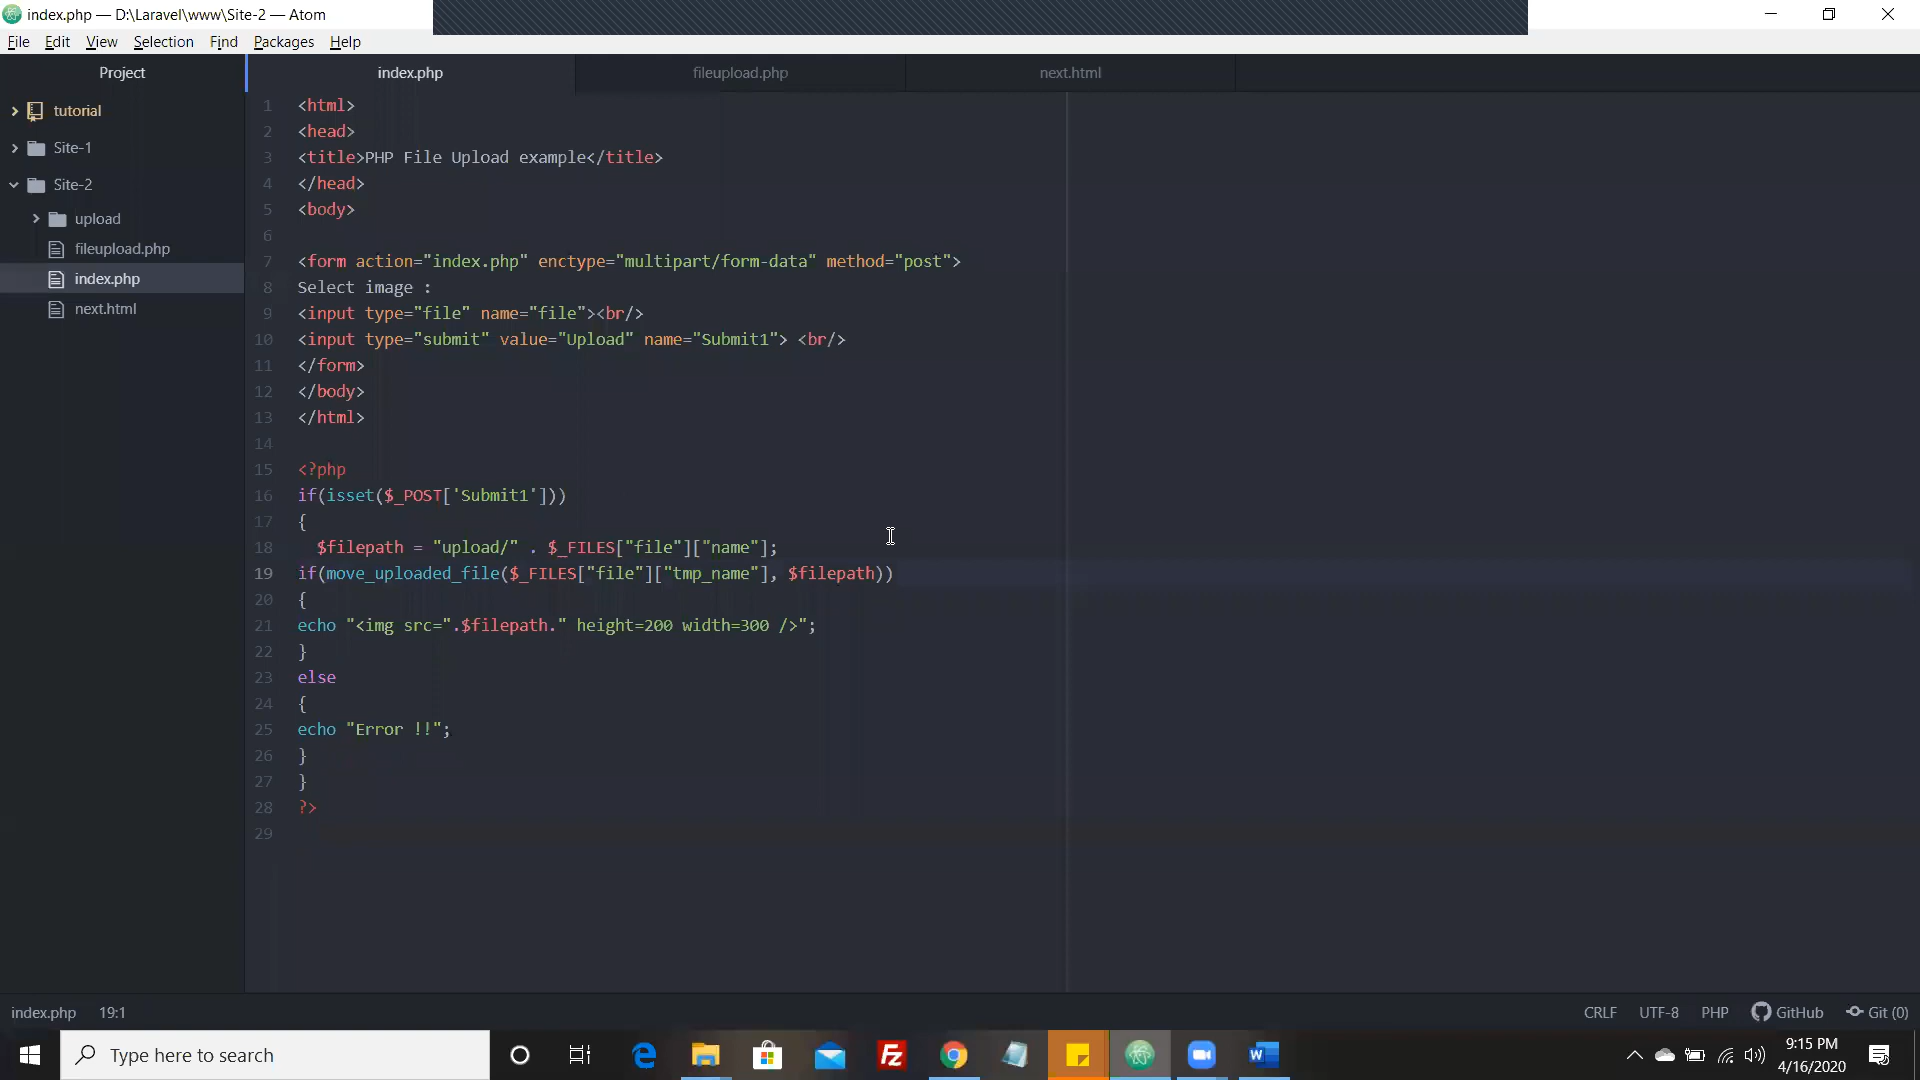 index.php — D:\Laravel\www\Site-2 — Atom
File Edit View Selection Find Packages Help
Project
index.php
fileupload.php
next.html
tutorial
Site-1
Site-2
upload
fileupload.php
index.php
next.html
1 <html>
2 <head>
3 <title>PHP File Upload example</title>
4 </head>
5 <body>
6
7 <form action="index.php" enctype="multipart/form-data" method="post">
8 Select image :
9 <input type="file" name="file"><br/>
10 <input type="submit" value="Upload" name="Submit1"> <br/>
11 </form>
12 </body>
13 </html>
14
15 <?php
16 if(isset($_POST['Submit1']))
17 {
18 $filepath = "upload/" . $_FILES["file"]["name"];
19 if(move_uploaded_file($_FILES["file"]["tmp_name"], $filepath))
20 {
21 echo "<img src=".$filepath." height=200 width=300 />";
22 }
23 else
24 {
25 echo "Error !!";
26 }
27 }
28 ?>
29
index.php 19:1
CRLF UTF-8 PHP GitHub Git (0)
Type here to search
9:15 PM
4/16/2020